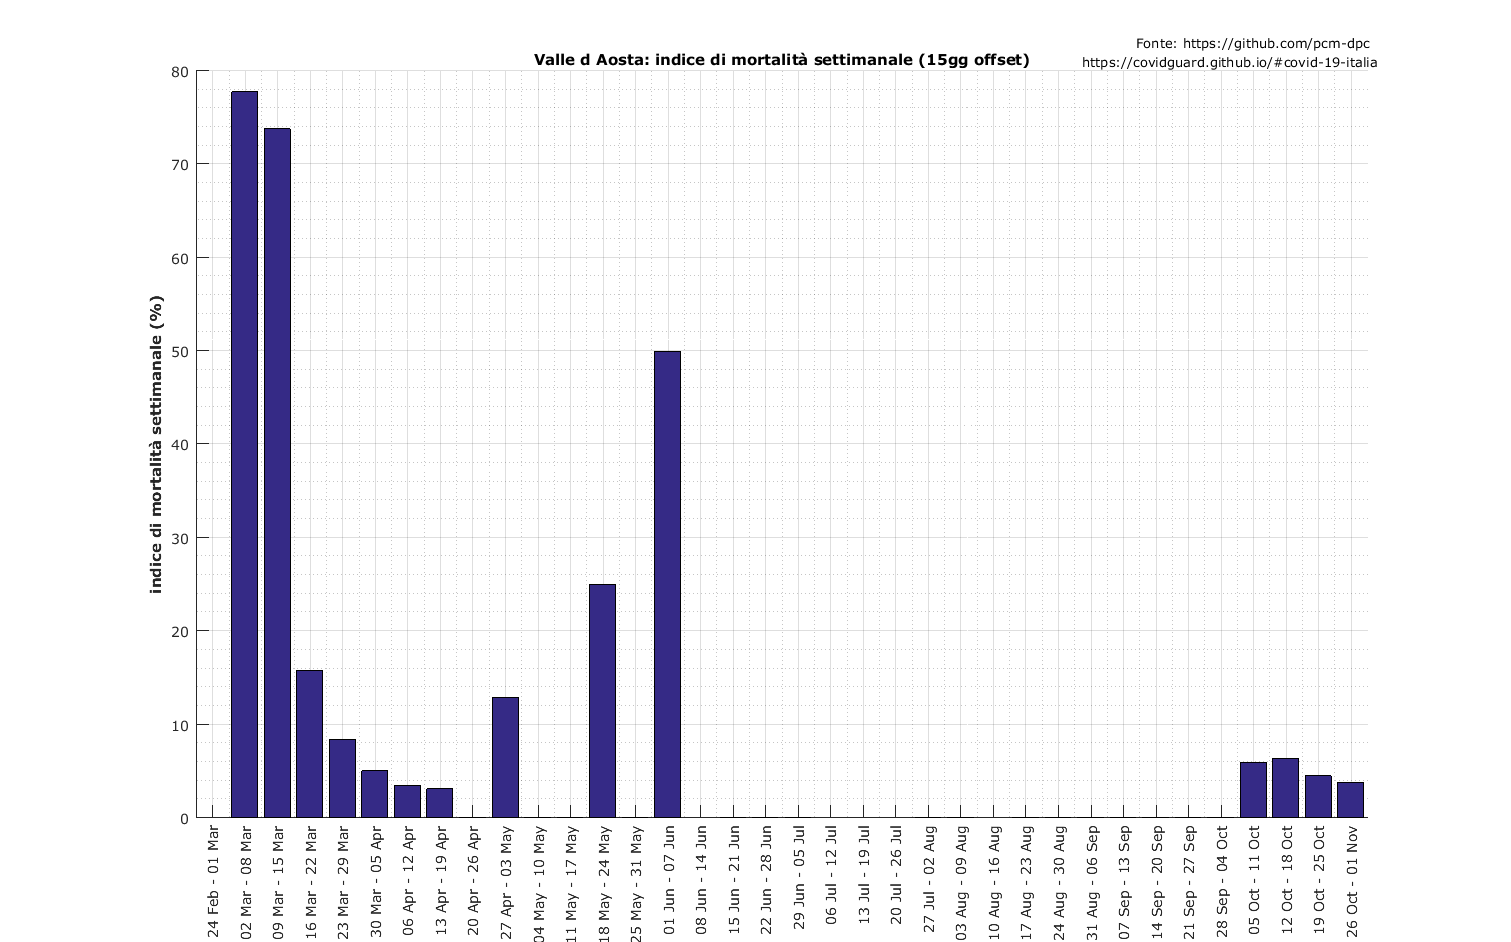 Fonte: https://github.com/pcm-dpc
https://covidguard.github.io/#covid-19-italia
Valle d Aosta: indice di mortalità settimanale (15gg offset)
indice di mortalità settimanale (%)
80
70
60
50
40
30
20
10
0
24 Feb - 01 Mar
02 Mar - 08 Mar
09 Mar - 15 Mar
16 Mar - 22 Mar
23 Mar - 29 Mar
30 Mar - 05 Apr
06 Apr - 12 Apr
13 Apr - 19 Apr
20 Apr - 26 Apr
27 Apr - 03 May
04 May - 10 May
11 May - 17 May
18 May - 24 May
25 May - 31 May
01 Jun - 07 Jun
08 Jun - 14 Jun
15 Jun - 21 Jun
22 Jun - 28 Jun
29 Jun - 05 Jul
06 Jul - 12 Jul
13 Jul - 19 Jul
20 Jul - 26 Jul
27 Jul - 02 Aug
03 Aug - 09 Aug
10 Aug - 16 Aug
17 Aug - 23 Aug
24 Aug - 30 Aug
31 Aug - 06 Sep
07 Sep - 13 Sep
14 Sep - 20 Sep
21 Sep - 27 Sep
28 Sep - 04 Oct
05 Oct - 11 Oct
12 Oct - 18 Oct
19 Oct - 25 Oct
26 Oct - 01 Nov